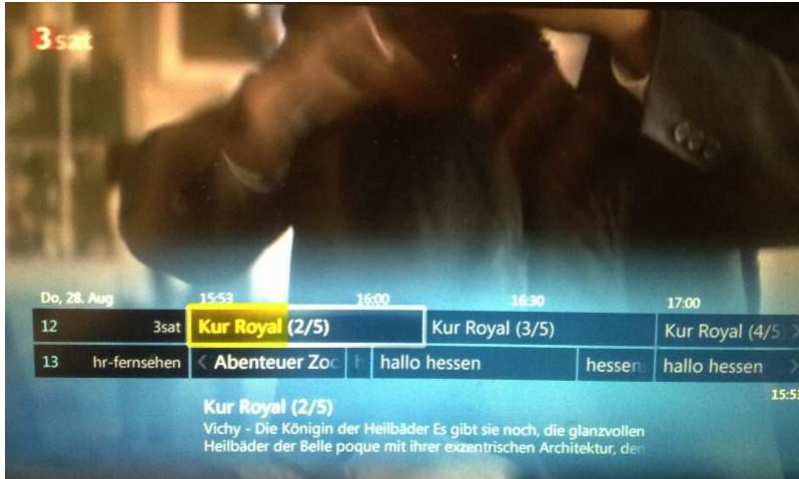 3sat
Do, 28. Aug 15:53 16:00 16:30 17:00
12 3sat Kur Royal (2/5) Kur Royal (3/5) Kur Royal (4/5
13 hr-fernsehen < Abenteuer Zoo h hallo hessen hessen hallo hessen >
15:53
Kur Royal (2/5)
Vichy - Die Königin der Heilbäder Es gibt sie noch, die glanzvollen
Heilbäder der Belle poque mit ihrer exzentrischen Architektur, den